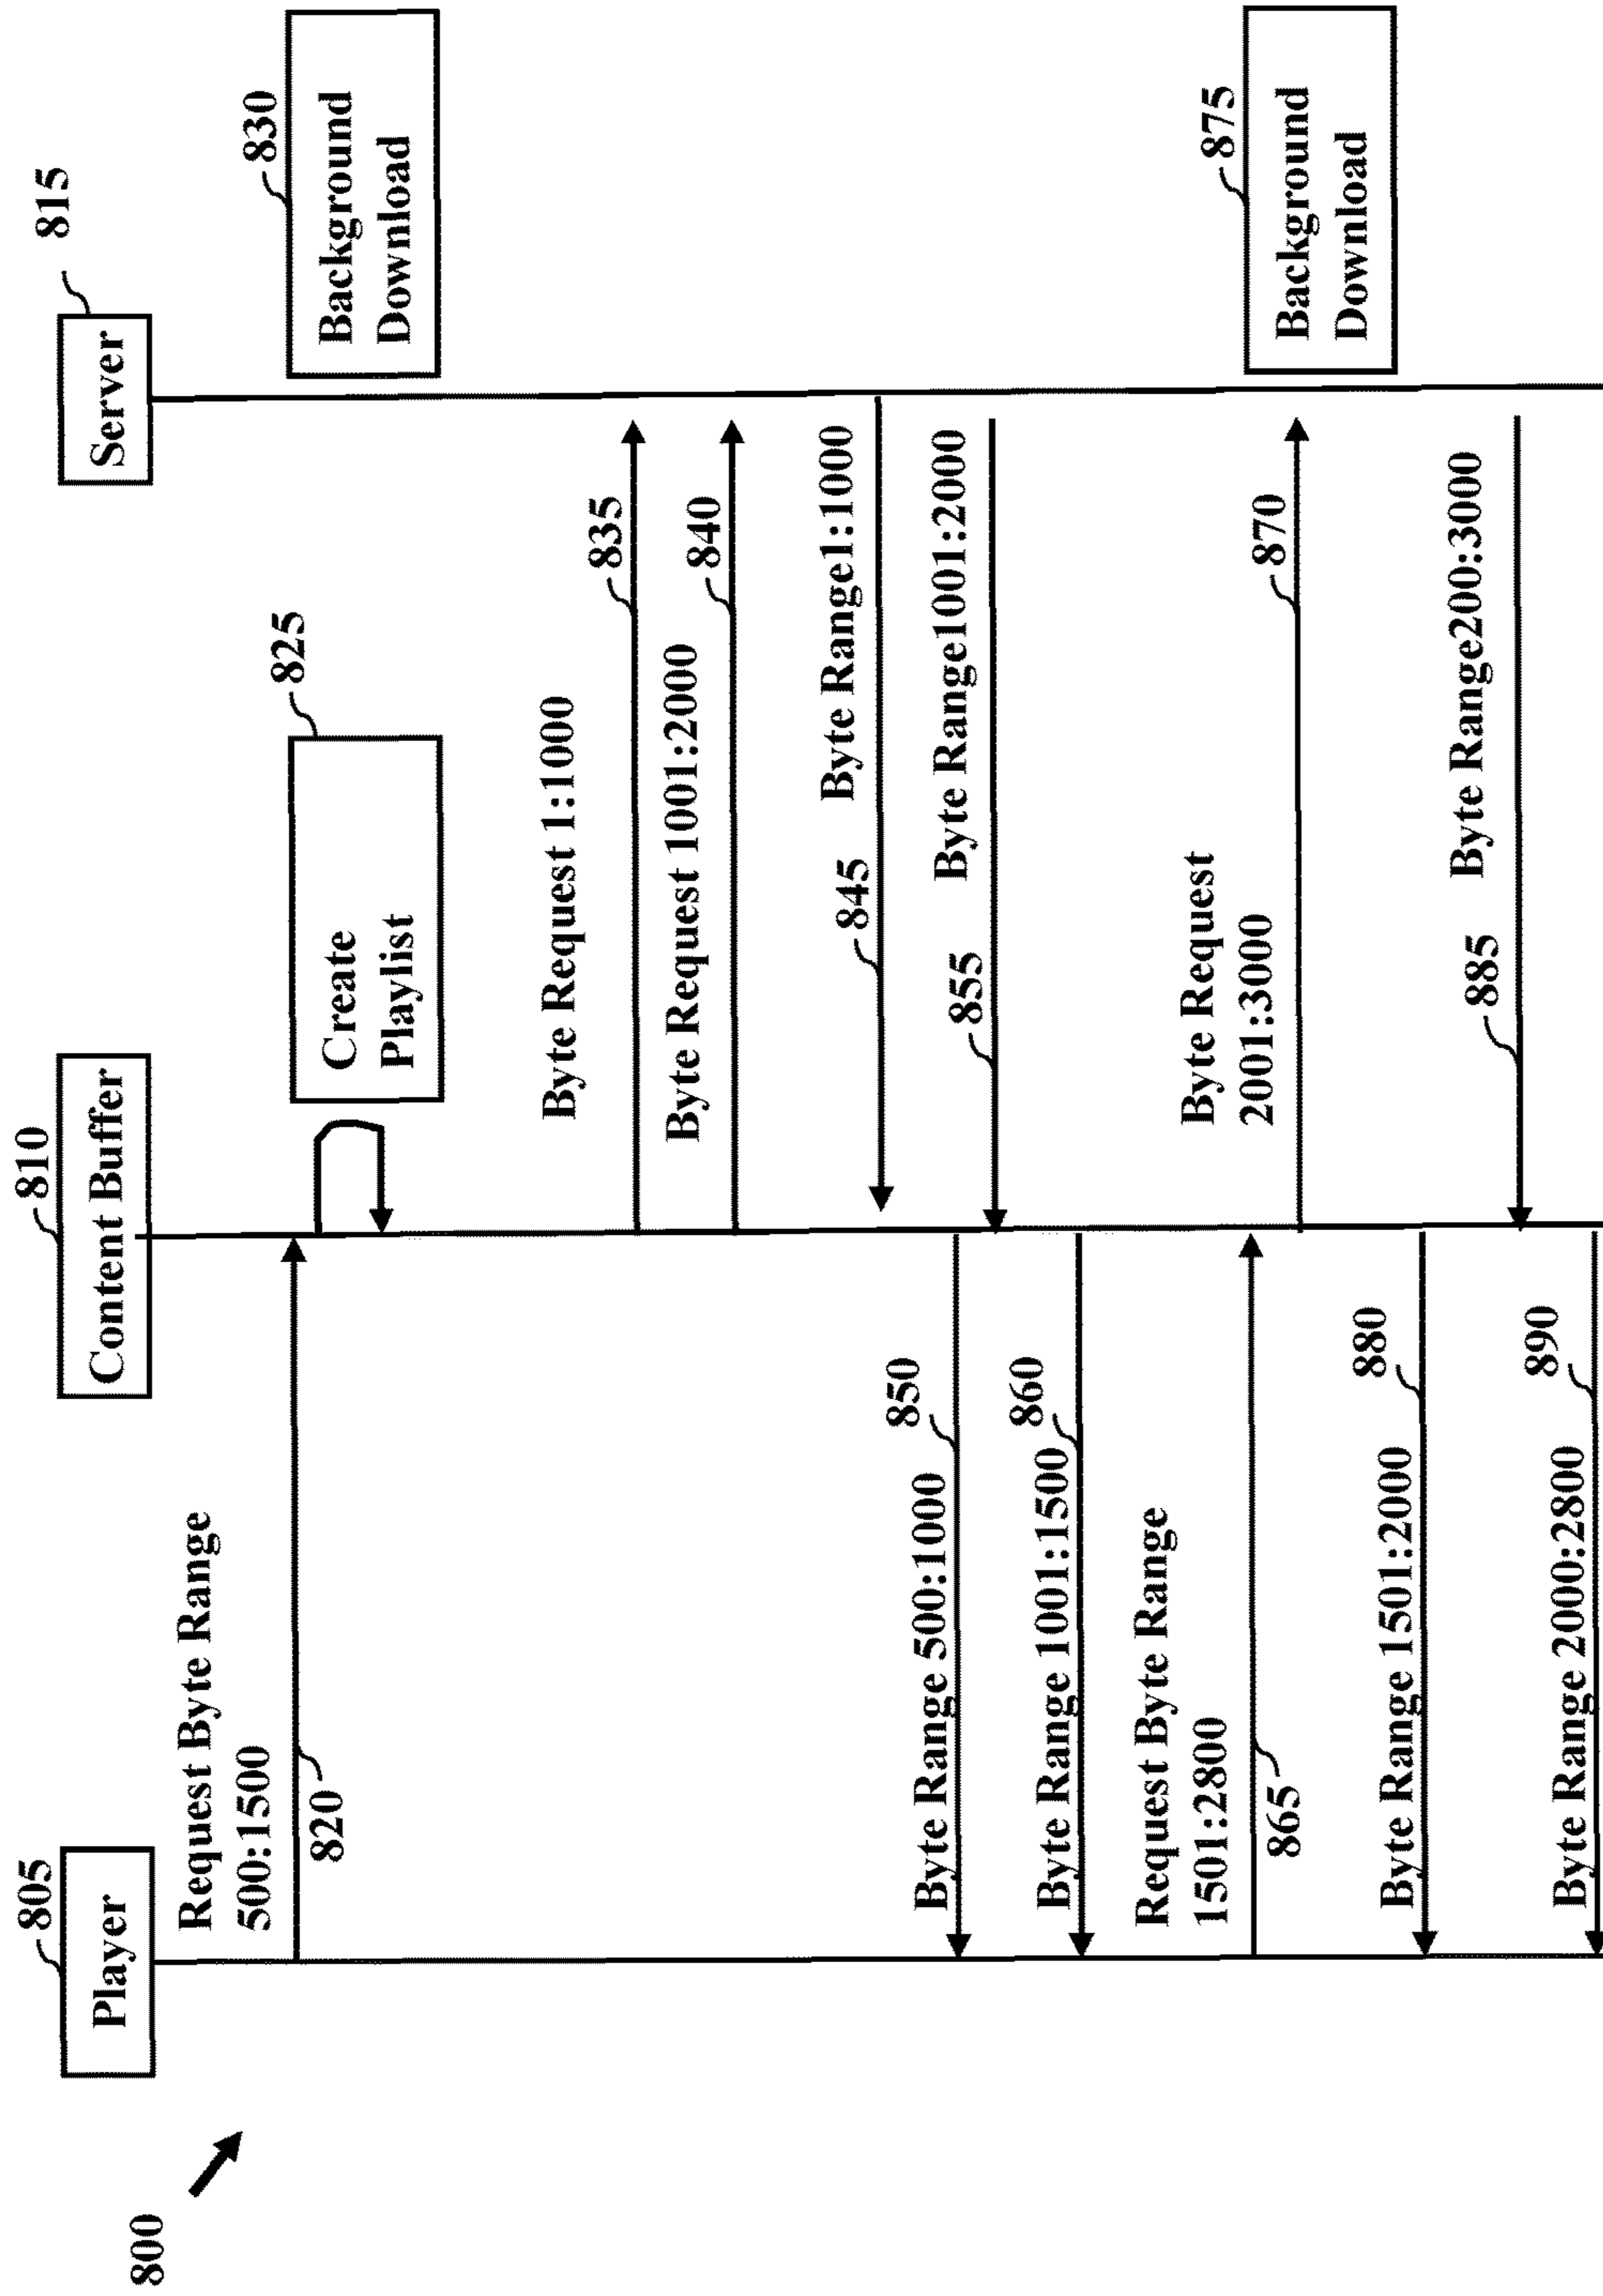 800
805
Player
810
Content Buffer
815
Server
Request Byte Range
500:1500
820
825
Create
Playlist
830
Background
Download
Byte Request 1:1000
835
Byte Request 1001:2000
840
845
Byte Range1:1000
Byte Range 500:1000
850
855
Byte Range1001:2000
Byte Range 1001:1500
860
Request Byte Range
1501:2800
865
Byte Request
2001:3000
870
875
Background
Download
Byte Range 1501:2000
880
885
Byte Range200:3000
Byte Range 2000:2800
890